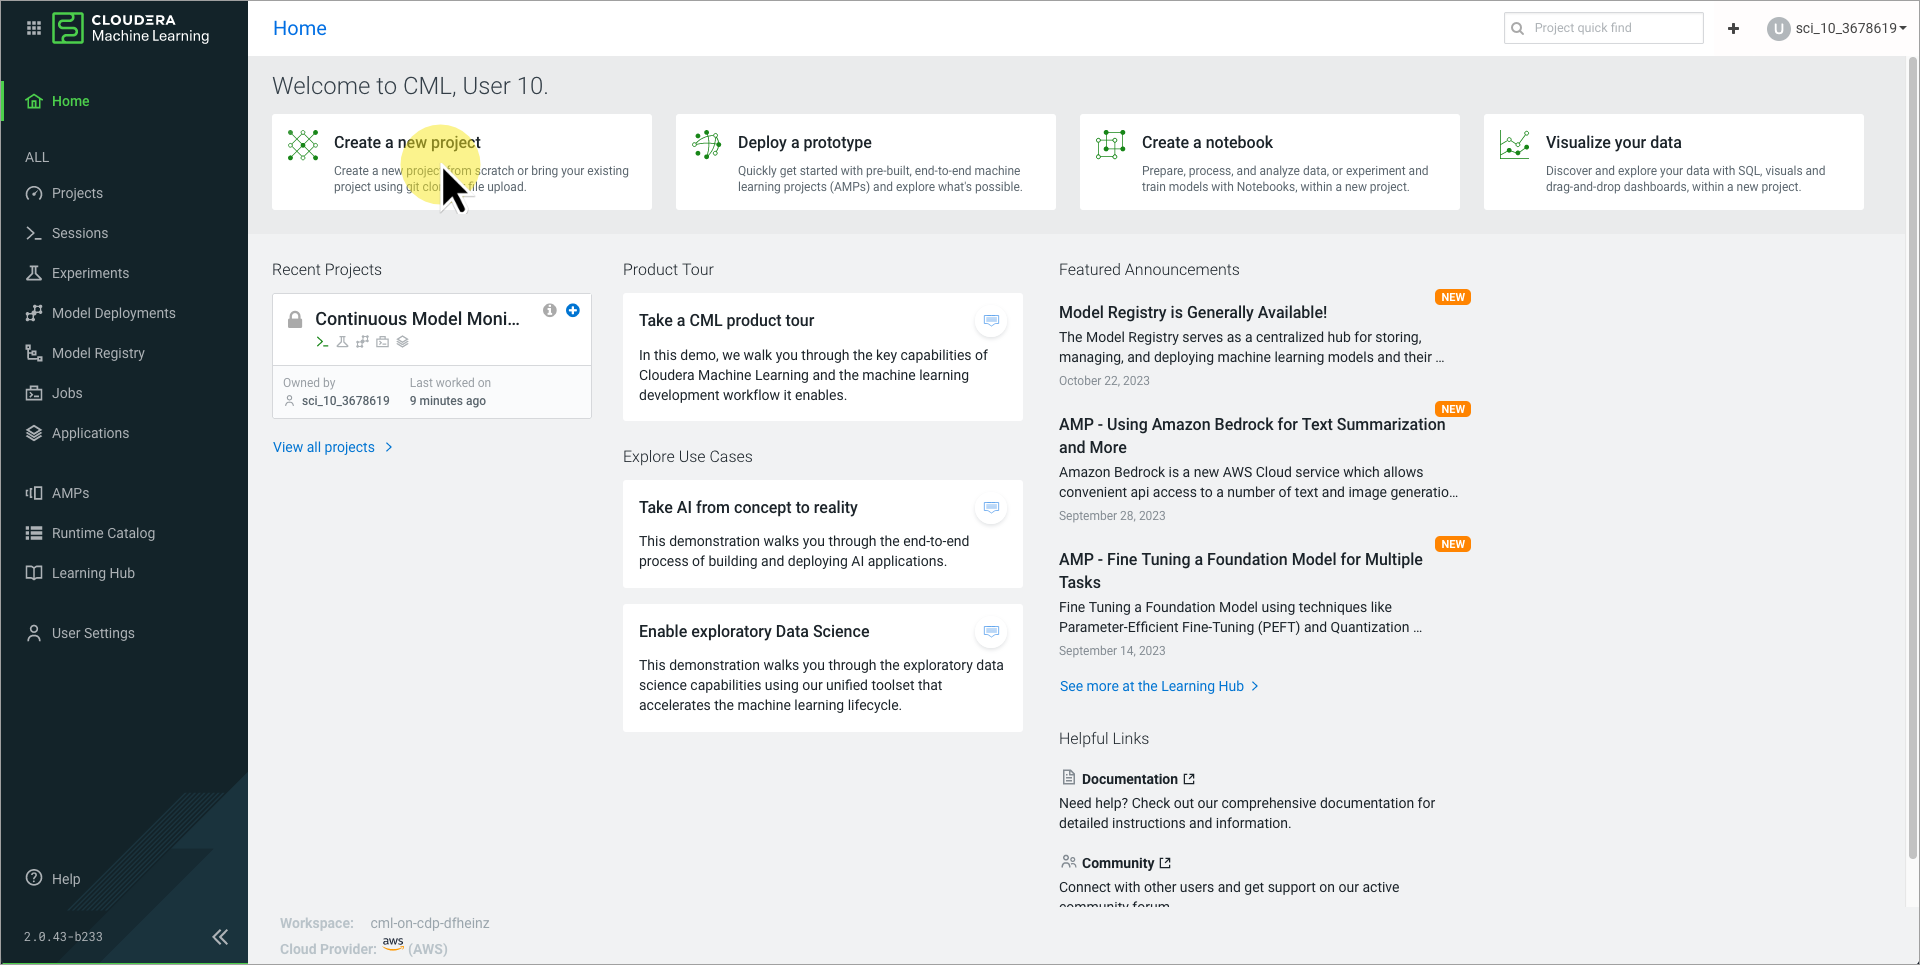 CLOUDERA
Machine Learning
Home
Project quick find
U
sci_10_3678619
Home
ALL
Projects
Sessions
Experiments
Model Deployments
Model Registry
Jobs
Applications
AMPs
Runtime Catalog
Learning Hub
User Settings
Help
2.0.43-b233
Welcome to CML, User 10.
Create a new project
Create a new project from scratch or bring your existing
project using git file upload.
Deploy a prototype
Quickly get started with pre-built, end-to-end machine
learning projects (AMPs) and explore what's possible.
Create a notebook
Prepare, process, and analyze data, or experiment and
train models with Notebooks, within a new project.
Visualize your data
Discover and explore your data with SQL, visuals and
drag-and-drop dashboards, within a new project.
Recent Projects
Continuous Model Moni...
Owned by
sci_10_3678619
Last worked on
9 minutes ago
View all projects
Product Tour
Take a CML product tour
In this demo, we walk you through the key capabilities of
Cloudera Machine Learning and the machine learning
development workflow it enables.
Explore Use Cases
Take AI from concept to reality
This demonstration walks you through the end-to-end
process of building and deploying AI applications.
Enable exploratory Data Science
This demonstration walks you through the exploratory data
science capabilities using our unified toolset that
accelerates the machine learning lifecycle.
Featured Announcements
NEW
Model Registry is Generally Available!
The Model Registry serves as a centralized hub for storing,
managing, and deploying machine learning models and their ...
October 22, 2023
NEW
AMP - Using Amazon Bedrock for Text Summarization
and More
Amazon Bedrock is a new AWS Cloud service which allows
convenient api access to a number of text and image generatio...
September 28, 2023
NEW
AMP - Fine Tuning a Foundation Model for Multiple
Tasks
Fine Tuning a Foundation Model using techniques like
Parameter-Efficient Fine-Tuning (PEFT) and Quantization ...
September 14, 2023
See more at the Learning Hub
Helpful Links
Documentation
Need help? Check out our comprehensive documentation for
detailed instructions and information.
Community
Connect with other users and get support on our active
community forum.
Workspace: cml-on-cdp-dfheinz
Cloud Provider: aws (AWS)